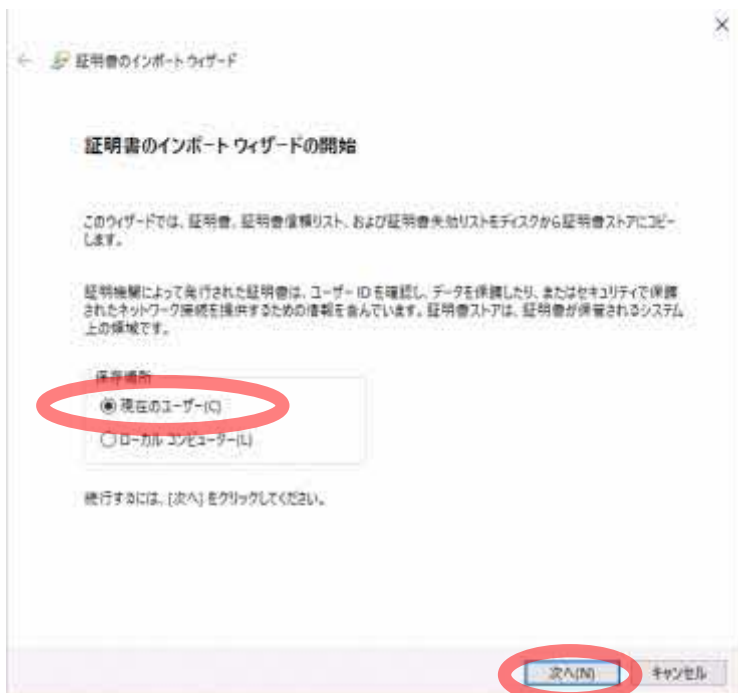 証明書のインポート ウィザード
証明書のインポート ウィザードの開始
このウィザードでは、証明書、証明書信頼リスト、および証明書失効リストをディスクから証明書ストアにコピー
します。
証明機関によって発行された証明書は、ユーザー ID を確認し、データを保護したり、またはセキュリティで保護
されたネットワーク接続を提供するための情報を含んでいます。証明書ストアは、証明書が保管されるシステム
上の領域です。
保存場所
現在のユーザー(C)
ローカル コンピューター(L)
続行するには、[次へ] をクリックしてください。
次へ(N)
キャンセル